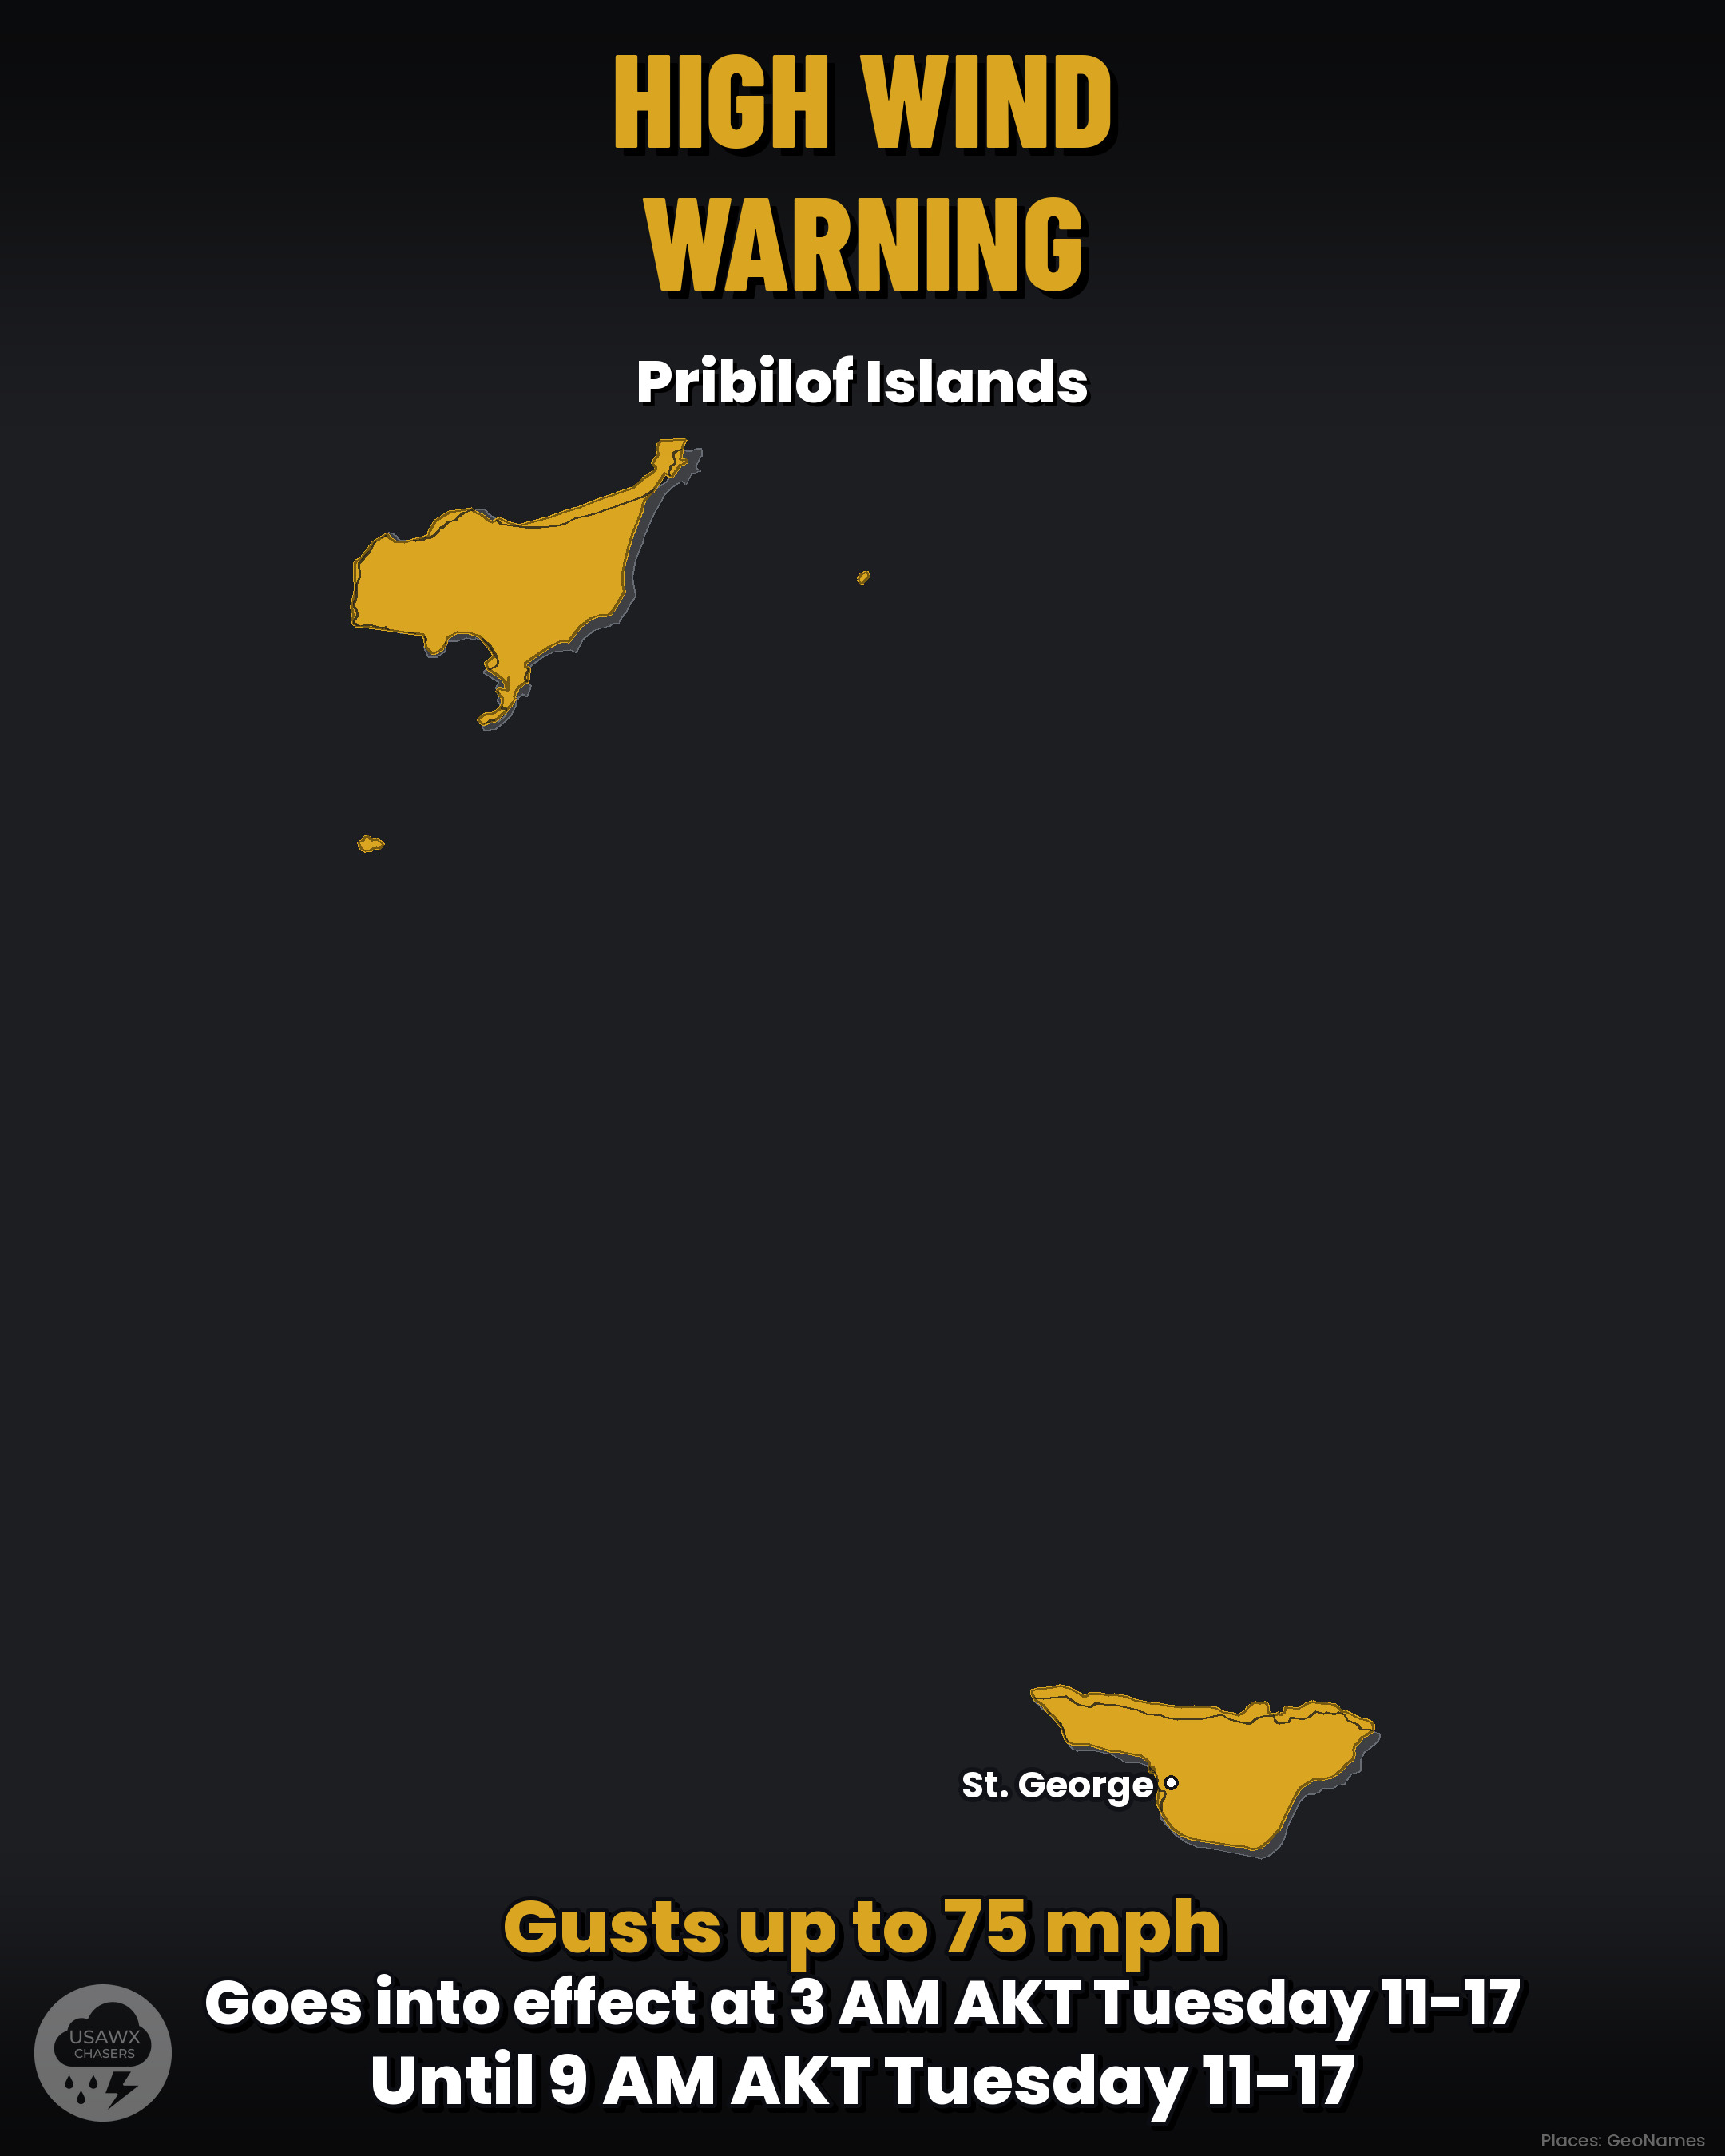 HIGH WIND
WARNING
Pribilof Islands
St. George
Gusts up to 75 mph
Goes into effect at 3 AM AKT Tuesday 11-17
Until 9 AM AKT Tuesday 11-17
USAWX
CHASERS
Places: GeoNames